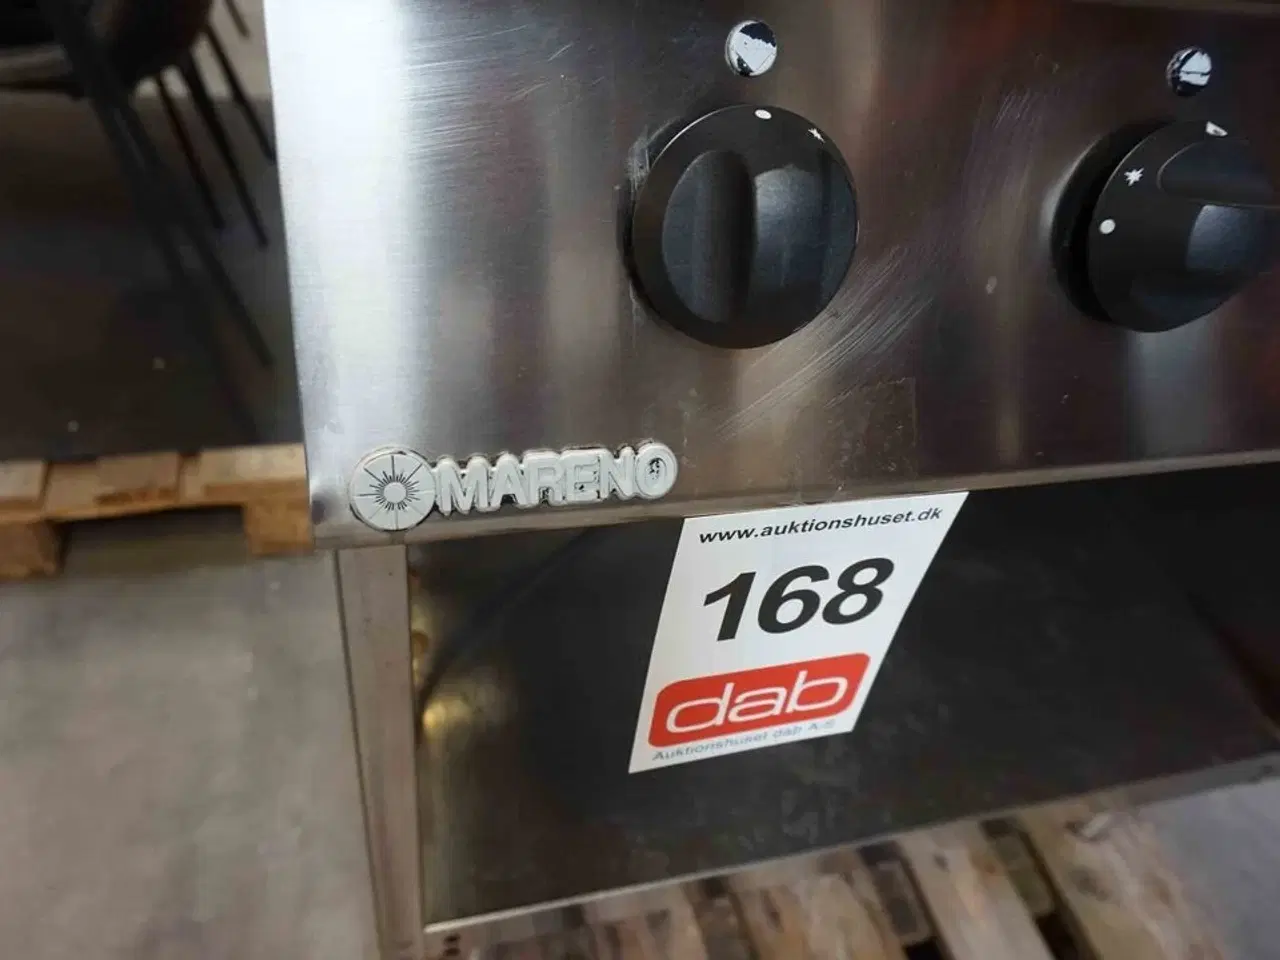 MARENO
www.auktionshuset.dk
168
dab
Auktionshuset dab A.S